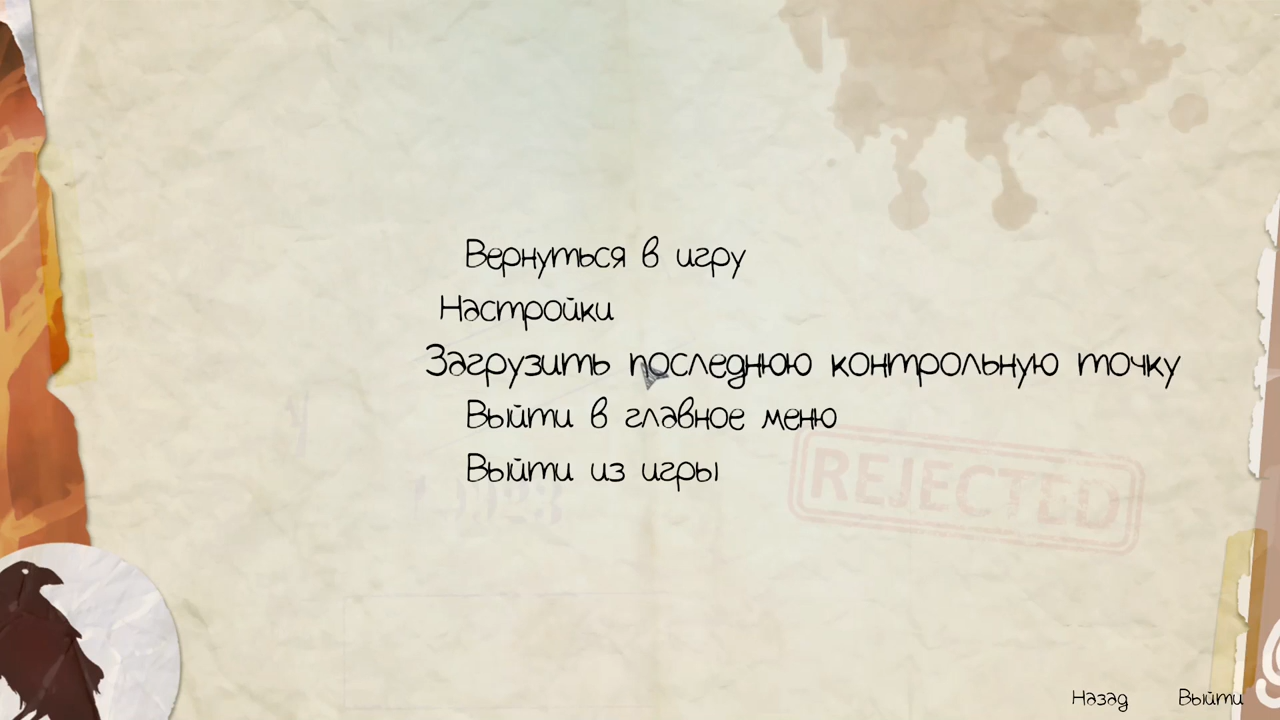 Вернуться в игру
Настройки
Загрузить последнюю контрольную точку
Выйти в главное меню
Выйти из игры
REJECTED
Назад
Выйти